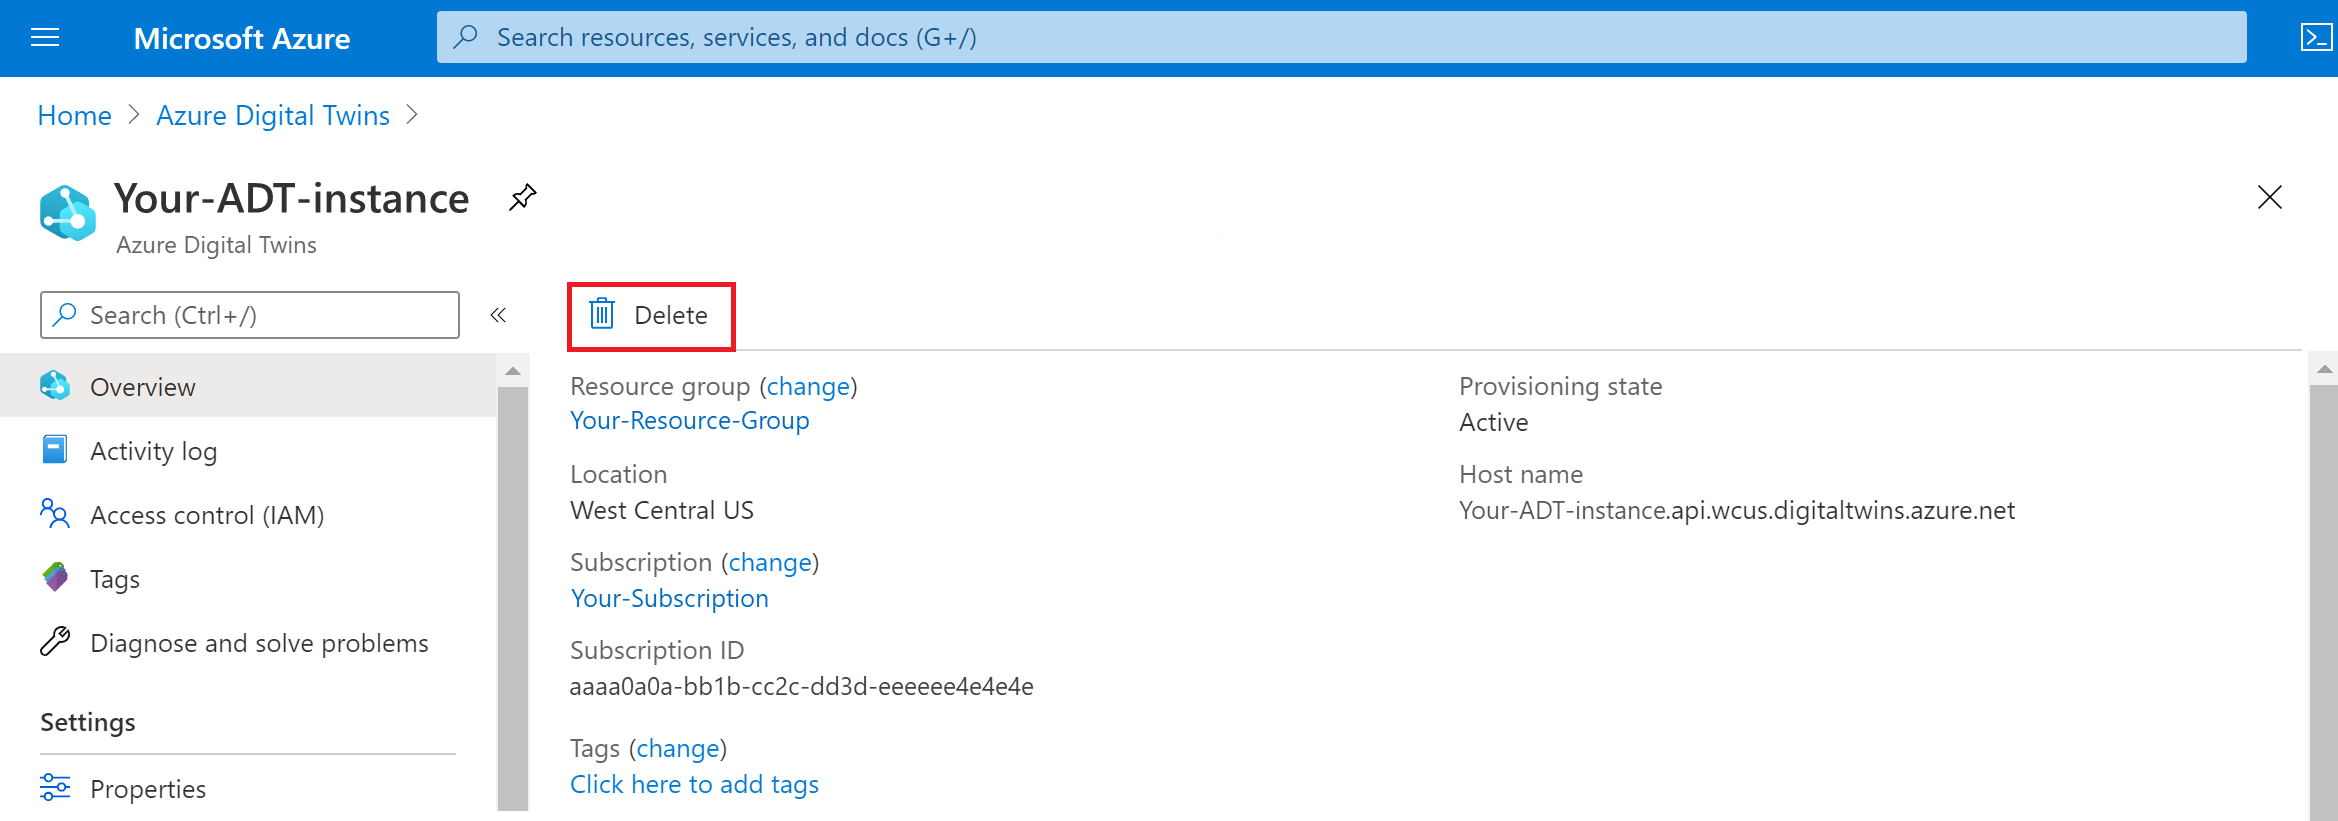 Microsoft Azure
Search resources, services, and docs (G+/)
Home > Azure Digital Twins >
Your-ADT-instance
Azure Digital Twins
Search (Ctrl+/)
«
Delete
Overview
Activity log
Access control (IAM)
Tags
Diagnose and solve problems
Settings
Properties
Resource group (change)
Your-Resource-Group
Location
West Central US
Subscription (change)
Your-Subscription
Subscription ID
aaaa0a0a-bb1b-cc2c-dd3d-eeeeee4e4e4e
Tags (change)
Click here to add tags
Provisioning state
Active
Host name
Your-ADT-instance.api.wcus.digitaltwins.azure.net